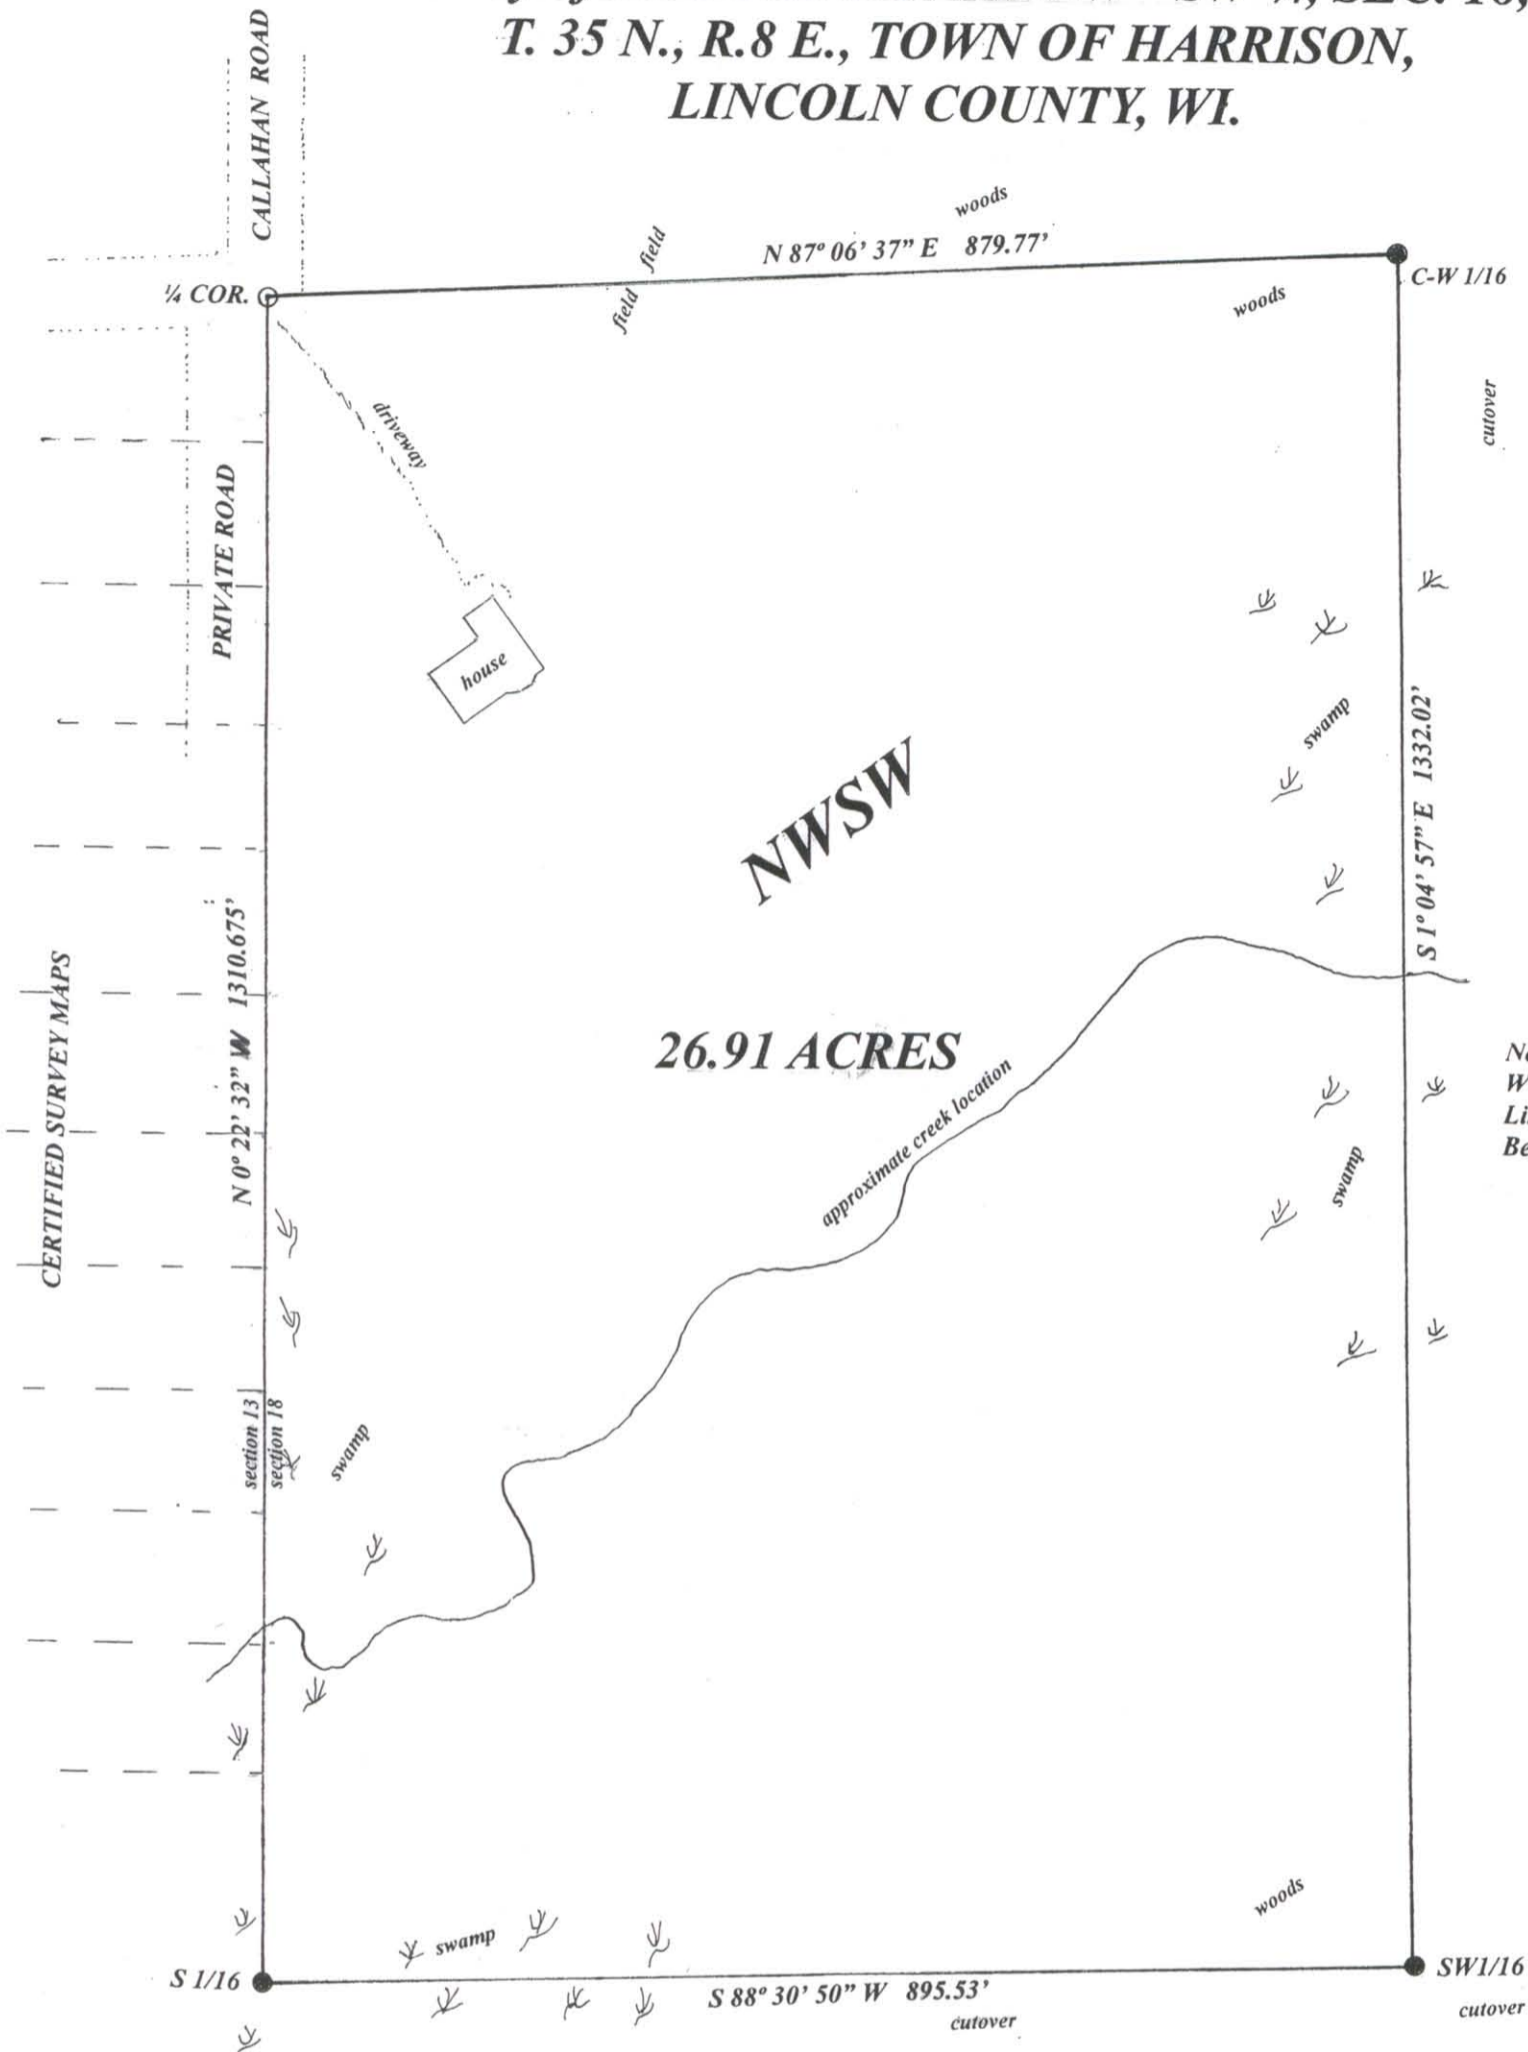 T. 35 N., R.8 E., TOWN OF HARRISON,
LINCOLN COUNTY, WI.
CALLAHAN ROAD
woods
field
N 87° 06' 37" E 879.77'
C-W 1/16
¼ COR.
field
woods
driveway
cutover
PRIVATE ROAD
house
swamp
S 1° 04' 57" E 1332.02'
NWSW
N 0° 22' 32" W 1310.675'
CERTIFIED SURVEY MAPS
26.91 ACRES
approximate creek location
swamp
section 13
section 18
swamp
woods
swamp
S 1/16
SW1/16
S 88° 30' 50" W 895.53'
cutover
cutover